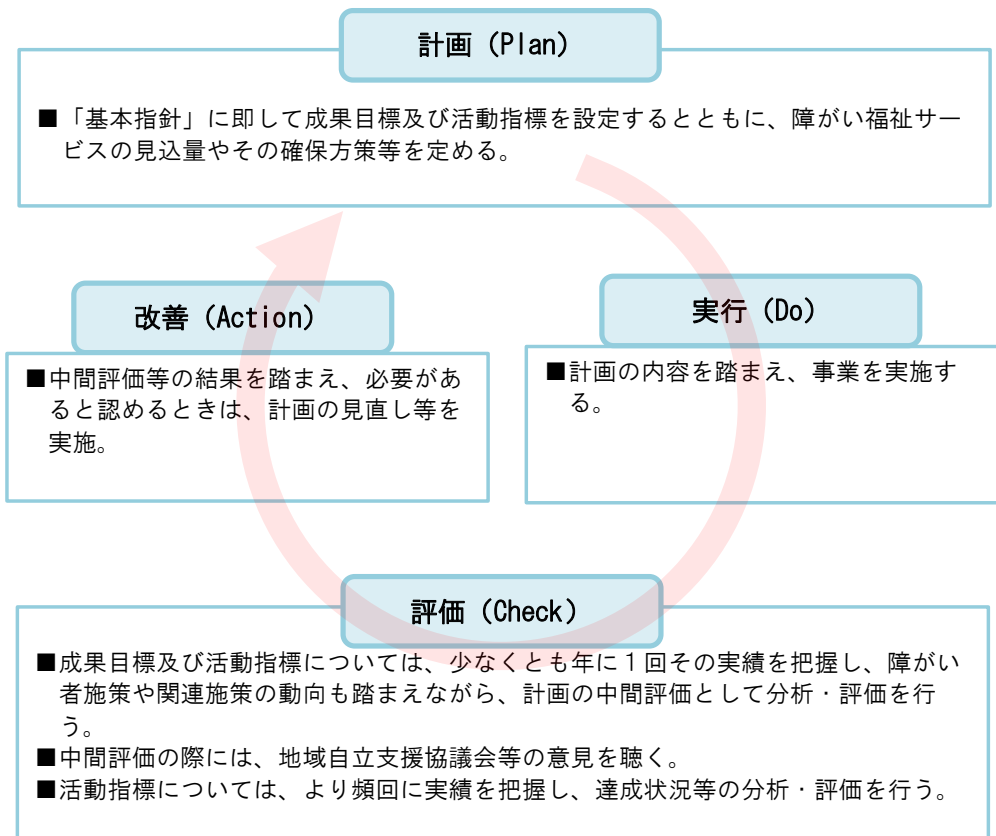 計画（Plan）
■「基本指針」に即して成果目標及び活動指標を設定するとともに、障がい福祉サー
ビスの見込量やその確保方策等を定める。
改善（Action）
■中間評価等の結果を踏まえ、必要があ
ると認めるときは、計画の見直し等を
実施。
実行（Do）
■計画の内容を踏まえ、事業を実施す
る。
評価（Check）
■成果目標及び活動指標については、少なくとも年に１回その実績を把握し、障がい
者施策や関連施策の動向も踏まえながら、計画の中間評価として分析・評価を行
う。
■中間評価の際には、地域自立支援協議会等の意見を聴く。
■活動指標については、より頻回に実績を把握し、達成状況等の分析・評価を行う。